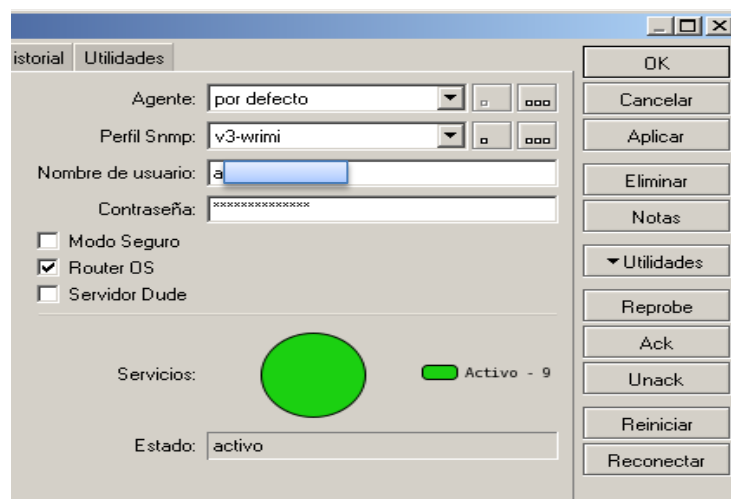 istorial Utilidades
Agente: por defecto
Perfil Snmp: v3-wrimi
Nombre de usuario: a
Contraseña: **************
Modo Seguro
Router OS
Servidor Dude
Servicios: Activo - 9
Estado: activo
OK
Cancelar
Aplicar
Eliminar
Notas
Utilidades
Reprobe
Ack
Unack
Reiniciar
Reconectar